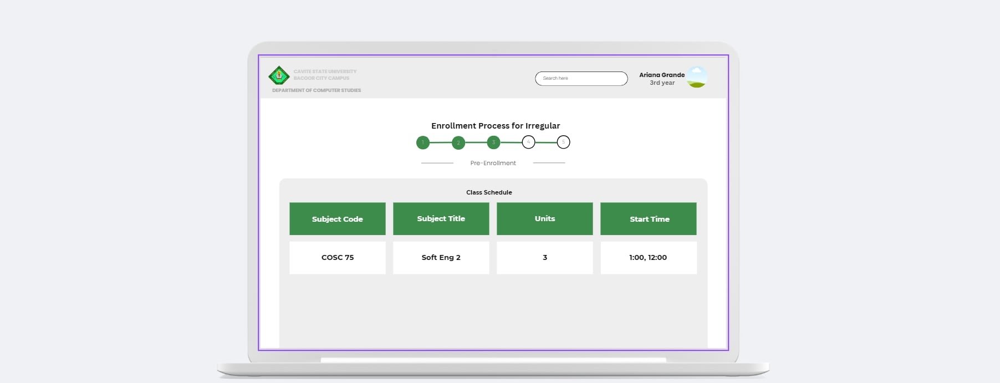 CAVITE STATE UNIVERSITY
BACOOR CITY CAMPUS
DEPARTMENT OF COMPUTER STUDIES
Search here
Ariana Grande
3rd year
Enrollment Process for Irregular
1 2 3 4 5
Pre-Enrollment
Class Schedule
Subject Code Subject Title Units Start Time
COSC 75 Soft Eng 2 3 1:00, 12:00